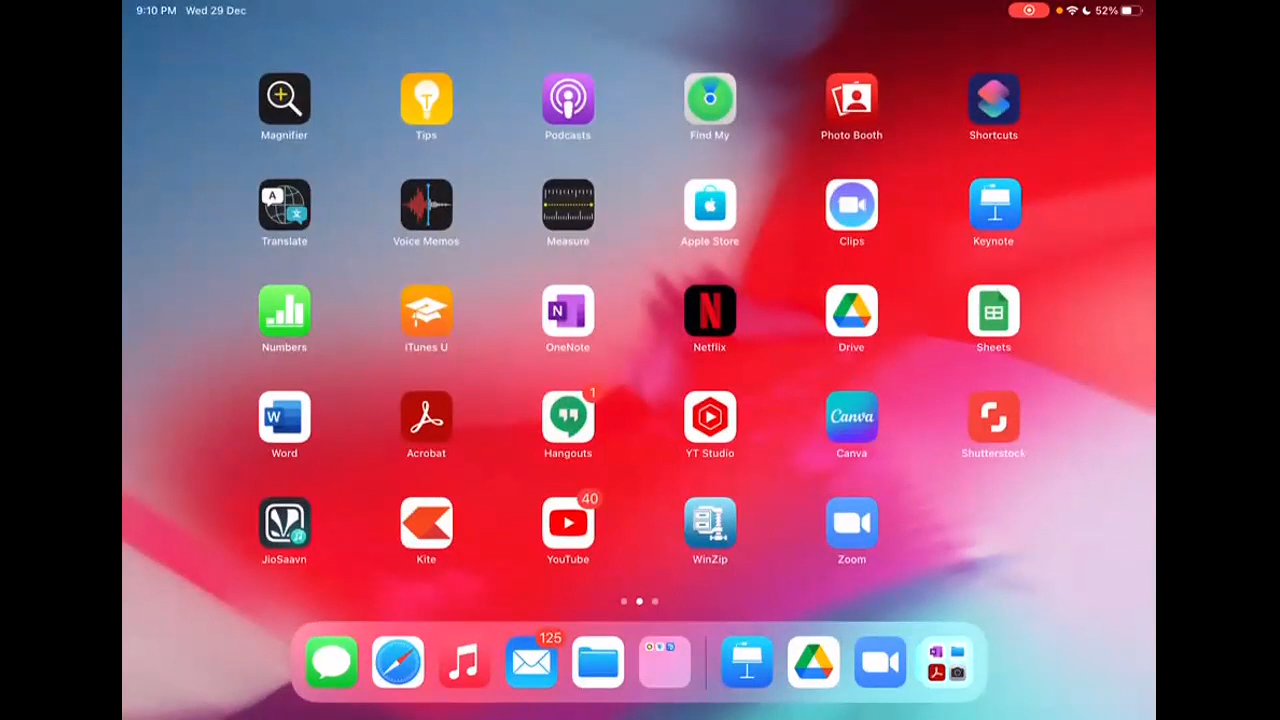 9:10 PM Wed 29 Dec 52%
Magnifier Tips Podcasts Find My Photo Booth Shortcuts
A 文
Translate Voice Memos Measure Apple Store Clips Keynote
N N
Numbers iTunes U OneNote Netflix Drive Sheets
W 1 Canva
Word Acrobat Hangouts YT Studio Canva Shutterstock
40
JioSaavn Kite YouTube WinZip Zoom
125